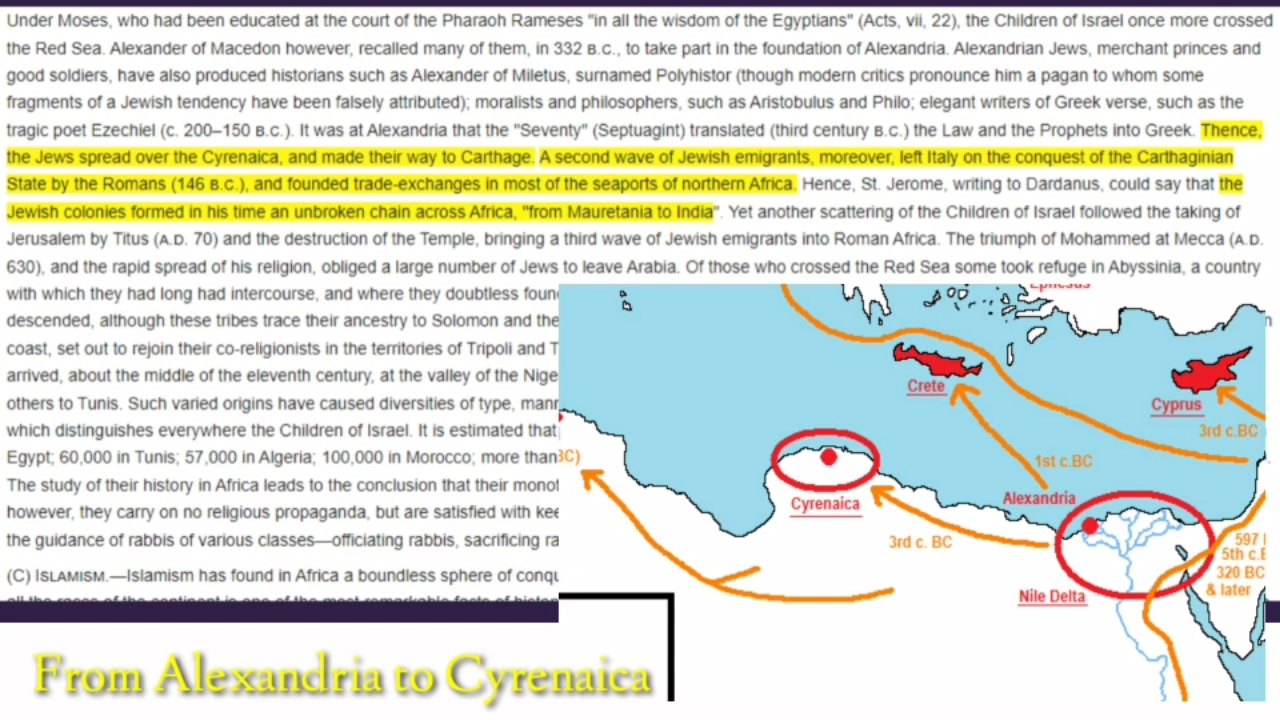 Under Moses, who had been educated at the court of the Pharaoh Rameses "in all the wisdom of the Egyptians" (Acts, vii, 22), the Children of Israel once more crossed
the Red Sea. Alexander of Macedon however, recalled many of them, in 332 B.C., to take part in the foundation of Alexandria. Alexandrian Jews, merchant princes and
good soldiers, have also produced historians such as Alexander of Miletus, surnamed Polyhistor (though modern critics pronounce him a pagan to whom some
fragments of a Jewish tendency have been falsely attributed); moralists and philosophers, such as Aristobulus and Philo; elegant writers of Greek verse, such as the
tragic poet Ezechiel (c. 200–150 B.C.). It was at Alexandria that the "Seventy" (Septuagint) translated (third century B.C.) the Law and the Prophets into Greek. Thence,
the Jews spread over the Cyrenaica, and made their way to Carthage. A second wave of Jewish emigrants, moreover, left Italy on the conquest of the Carthaginian
State by the Romans (146 B.C.), and founded trade-exchanges in most of the seaports of northern Africa. Hence, St. Jerome, writing to Dardanus, could say that the
Jewish colonies formed in his time an unbroken chain across Africa, "from Mauretania to India". Yet another scattering of the Children of Israel followed the taking of
Jerusalem by Titus (A.D. 70) and the destruction of the Temple, bringing a third wave of Jewish emigrants into Roman Africa. The triumph of Mohammed at Mecca (A.D.
630), and the rapid spread of his religion, obliged a large number of Jews to leave Arabia. Of those who crossed the Red Sea some took refuge in Abyssinia, a country
with which they had long had intercourse, and where they doubtless
descended, although these tribes trace their ancestry to Solomon and the
coast, set out to rejoin their co-religionists in the territories of Tripoli and
arrived, about the middle of the eleventh century, at the valley of the
others to Tunis. Such varied origins have caused diversities of type,
which distinguishes everywhere the Children of Israel. It is estimated that
Egypt; 60,000 in Tunis; 57,000 in Algeria; 100,000 in Morocco; more than
The study of their history in Africa leads to the conclusion that their
however, they carry on no religious propaganda, but are satisfied with
the guidance of rabbis of various classes—officiating rabbis, sacrificing
(C) ISLAMISM.—Islamism has found in Africa a boundless sphere of
all the races of the continent is one of the most remarkable facts of
Ephesus
Crete
Cyprus
3rd c.BC
BC)
1st c.BC
Alexandria
Cyrenaica
3rd c. BC
597
5th c.
320 BC
& later
Nile Delta
From Alexandria to Cyrenaica